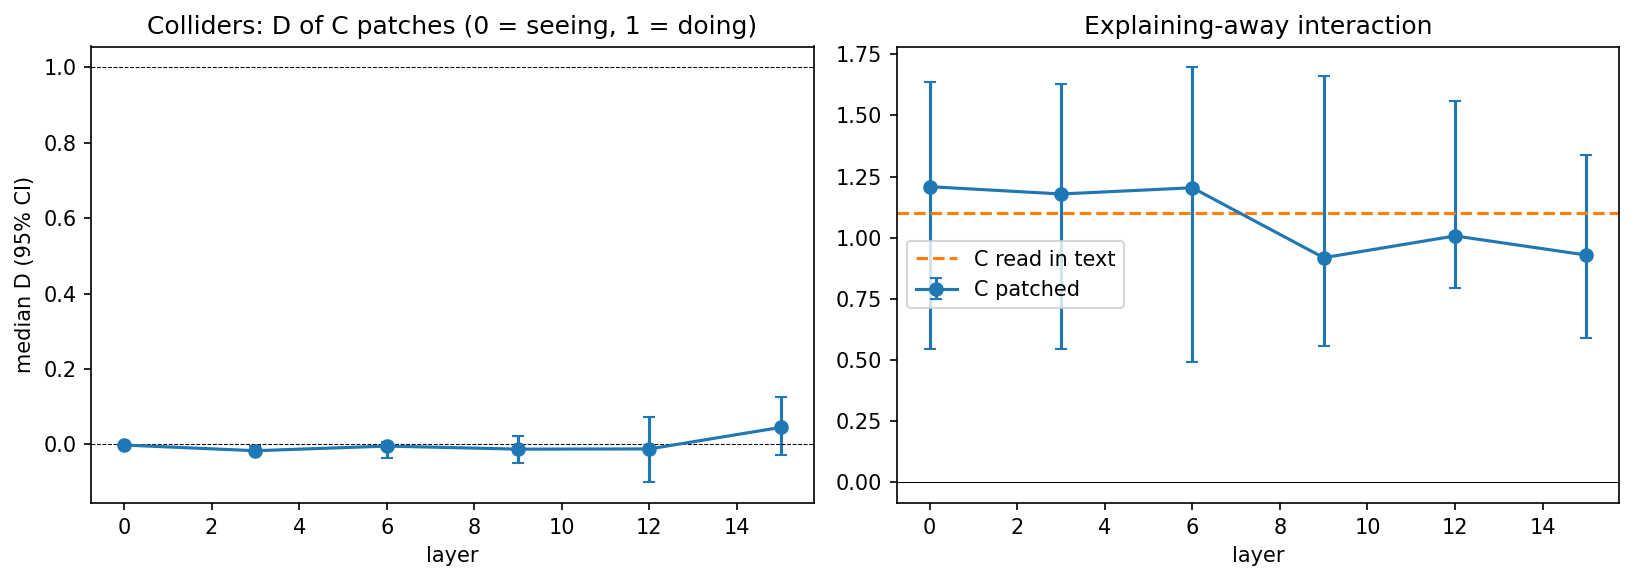 Colliders: D of C patches (0 = seeing, 1 = doing)
median D (95% CI)
1.0
0.8
0.6
0.4
0.2
0.0
0 2 4 6 8 10 12 14
layer
Explaining-away interaction
1.75
1.50
1.25
1.00
0.75
0.50
0.25
0.00
C read in text
C patched
0 2 4 6 8 10 12 14
layer